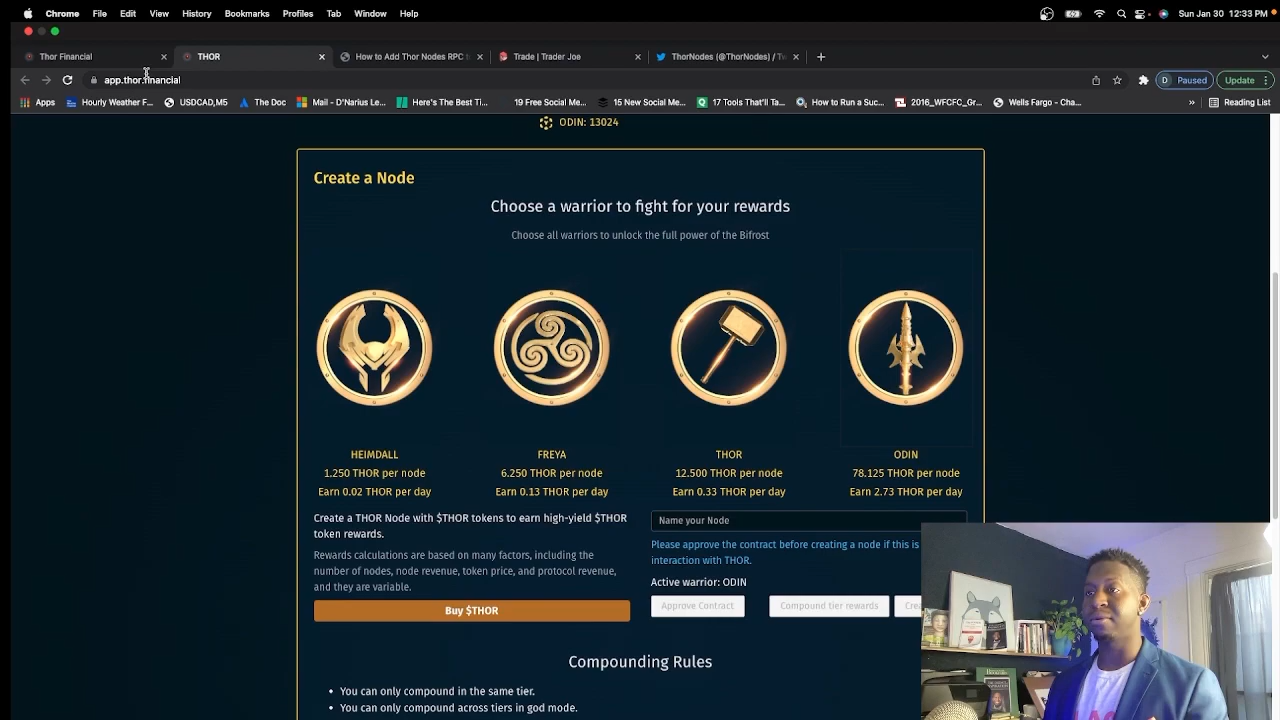 Chrome File Edit View History Bookmarks Profiles Tab Window Help Sun Jan 30 12:33 PM
Thor Financial THOR How to Add Thor Nodes RPC t Trade | Trader Joe ThorNodes (@ThorNodes) / Tw
app.thor.financial D Paused Update
Apps Hourly Weather F... USDCAD,M5 The Doc Mail - D'Narius Le... Here's The Best Ti... 19 Free Social Me... 15 New Social Me... 17 Tools That'll Ta... How to Run a Suc... 2016_WFCFC_Gr... Wells Fargo - Cha... » Reading List
ODIN: 13024
Create a Node
Choose a warrior to fight for your rewards
Choose all warriors to unlock the full power of the Bifrost
HEIMDALL FREYA THOR ODIN
1.250 THOR per node 6.250 THOR per node 12.500 THOR per node 78.125 THOR per node
Earn 0.02 THOR per day Earn 0.13 THOR per day Earn 0.33 THOR per day Earn 2.73 THOR per day
Create a THOR Node with $THOR tokens to earn high-yield $THOR
token rewards.
Rewards calculations are based on many factors, including the
number of nodes, node revenue, token price, and protocol revenue,
and they are variable.
Buy $THOR
Name your Node
Please approve the contract before creating a node if this is
interaction with THOR.
Active warrior: ODIN
Approve Contract Compound tier rewards Crea
Compounding Rules
• You can only compound in the same tier.
• You can only compound across tiers in god mode.